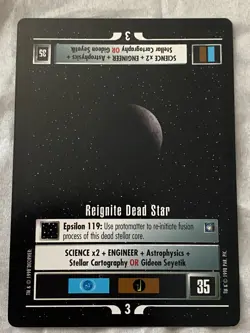 3
SCIENCE x2 + ENGINEER + Astrophysics +
Stellar Cartography OR Gideon Seyetik
35
Reignite Dead Star
Epsilon 119: Use protomatter to re-initiate fusion
process of this dead stellar core.
SCIENCE x2 + ENGINEER + Astrophysics +
Stellar Cartography OR Gideon Seyetik
35
3